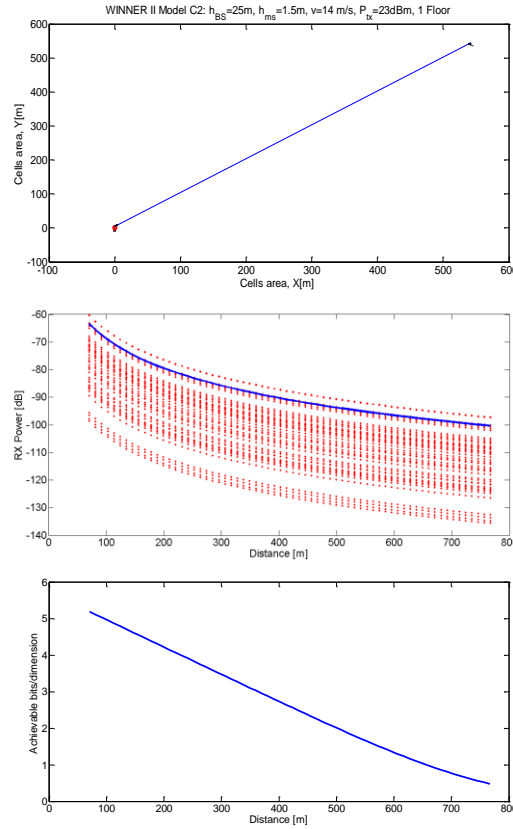 WINNER II Model C2: h_BS=25m, h_ms=1.5m, v=14 m/s, P_tx=23dBm, 1 Floor
600
500
400
300
200
100
0
-100
Cells area, Y[m]
-100 0 100 200 300 400 500 600
Cells area, X[m]
-60
-70
-80
-90
-100
-110
-120
-130
-140
RX Power [dB]
0 100 200 300 400 500 600 700 800
Distance [m]
6
5
4
3
2
1
0
Achievable bits/dimension
0 100 200 300 400 500 600 700 800
Distance [m]